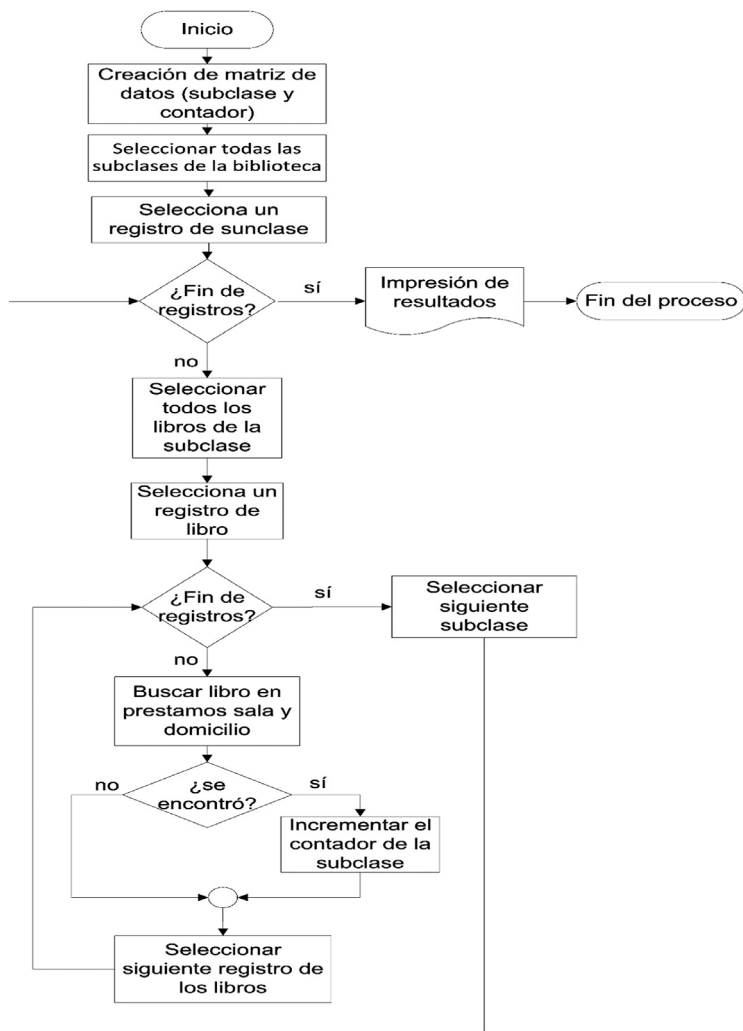 Inicio
Creación de matriz de
datos (subclase y
contador)
Seleccionar todas las
subclases de la biblioteca
Selecciona un
registro de sunclase
¿Fin de
registros?
sí
Impresión de
resultados
Fin del proceso
no
Seleccionar
todos los
libros de la
subclase
Selecciona un
registro de
libro
¿Fin de
registros?
sí
Seleccionar
siguiente
subclase
no
Buscar libro en
prestamos sala y
domicilio
¿se
encontró?
no
sí
Incrementar el
contador de la
subclase
Seleccionar
siguiente registro de
los libros